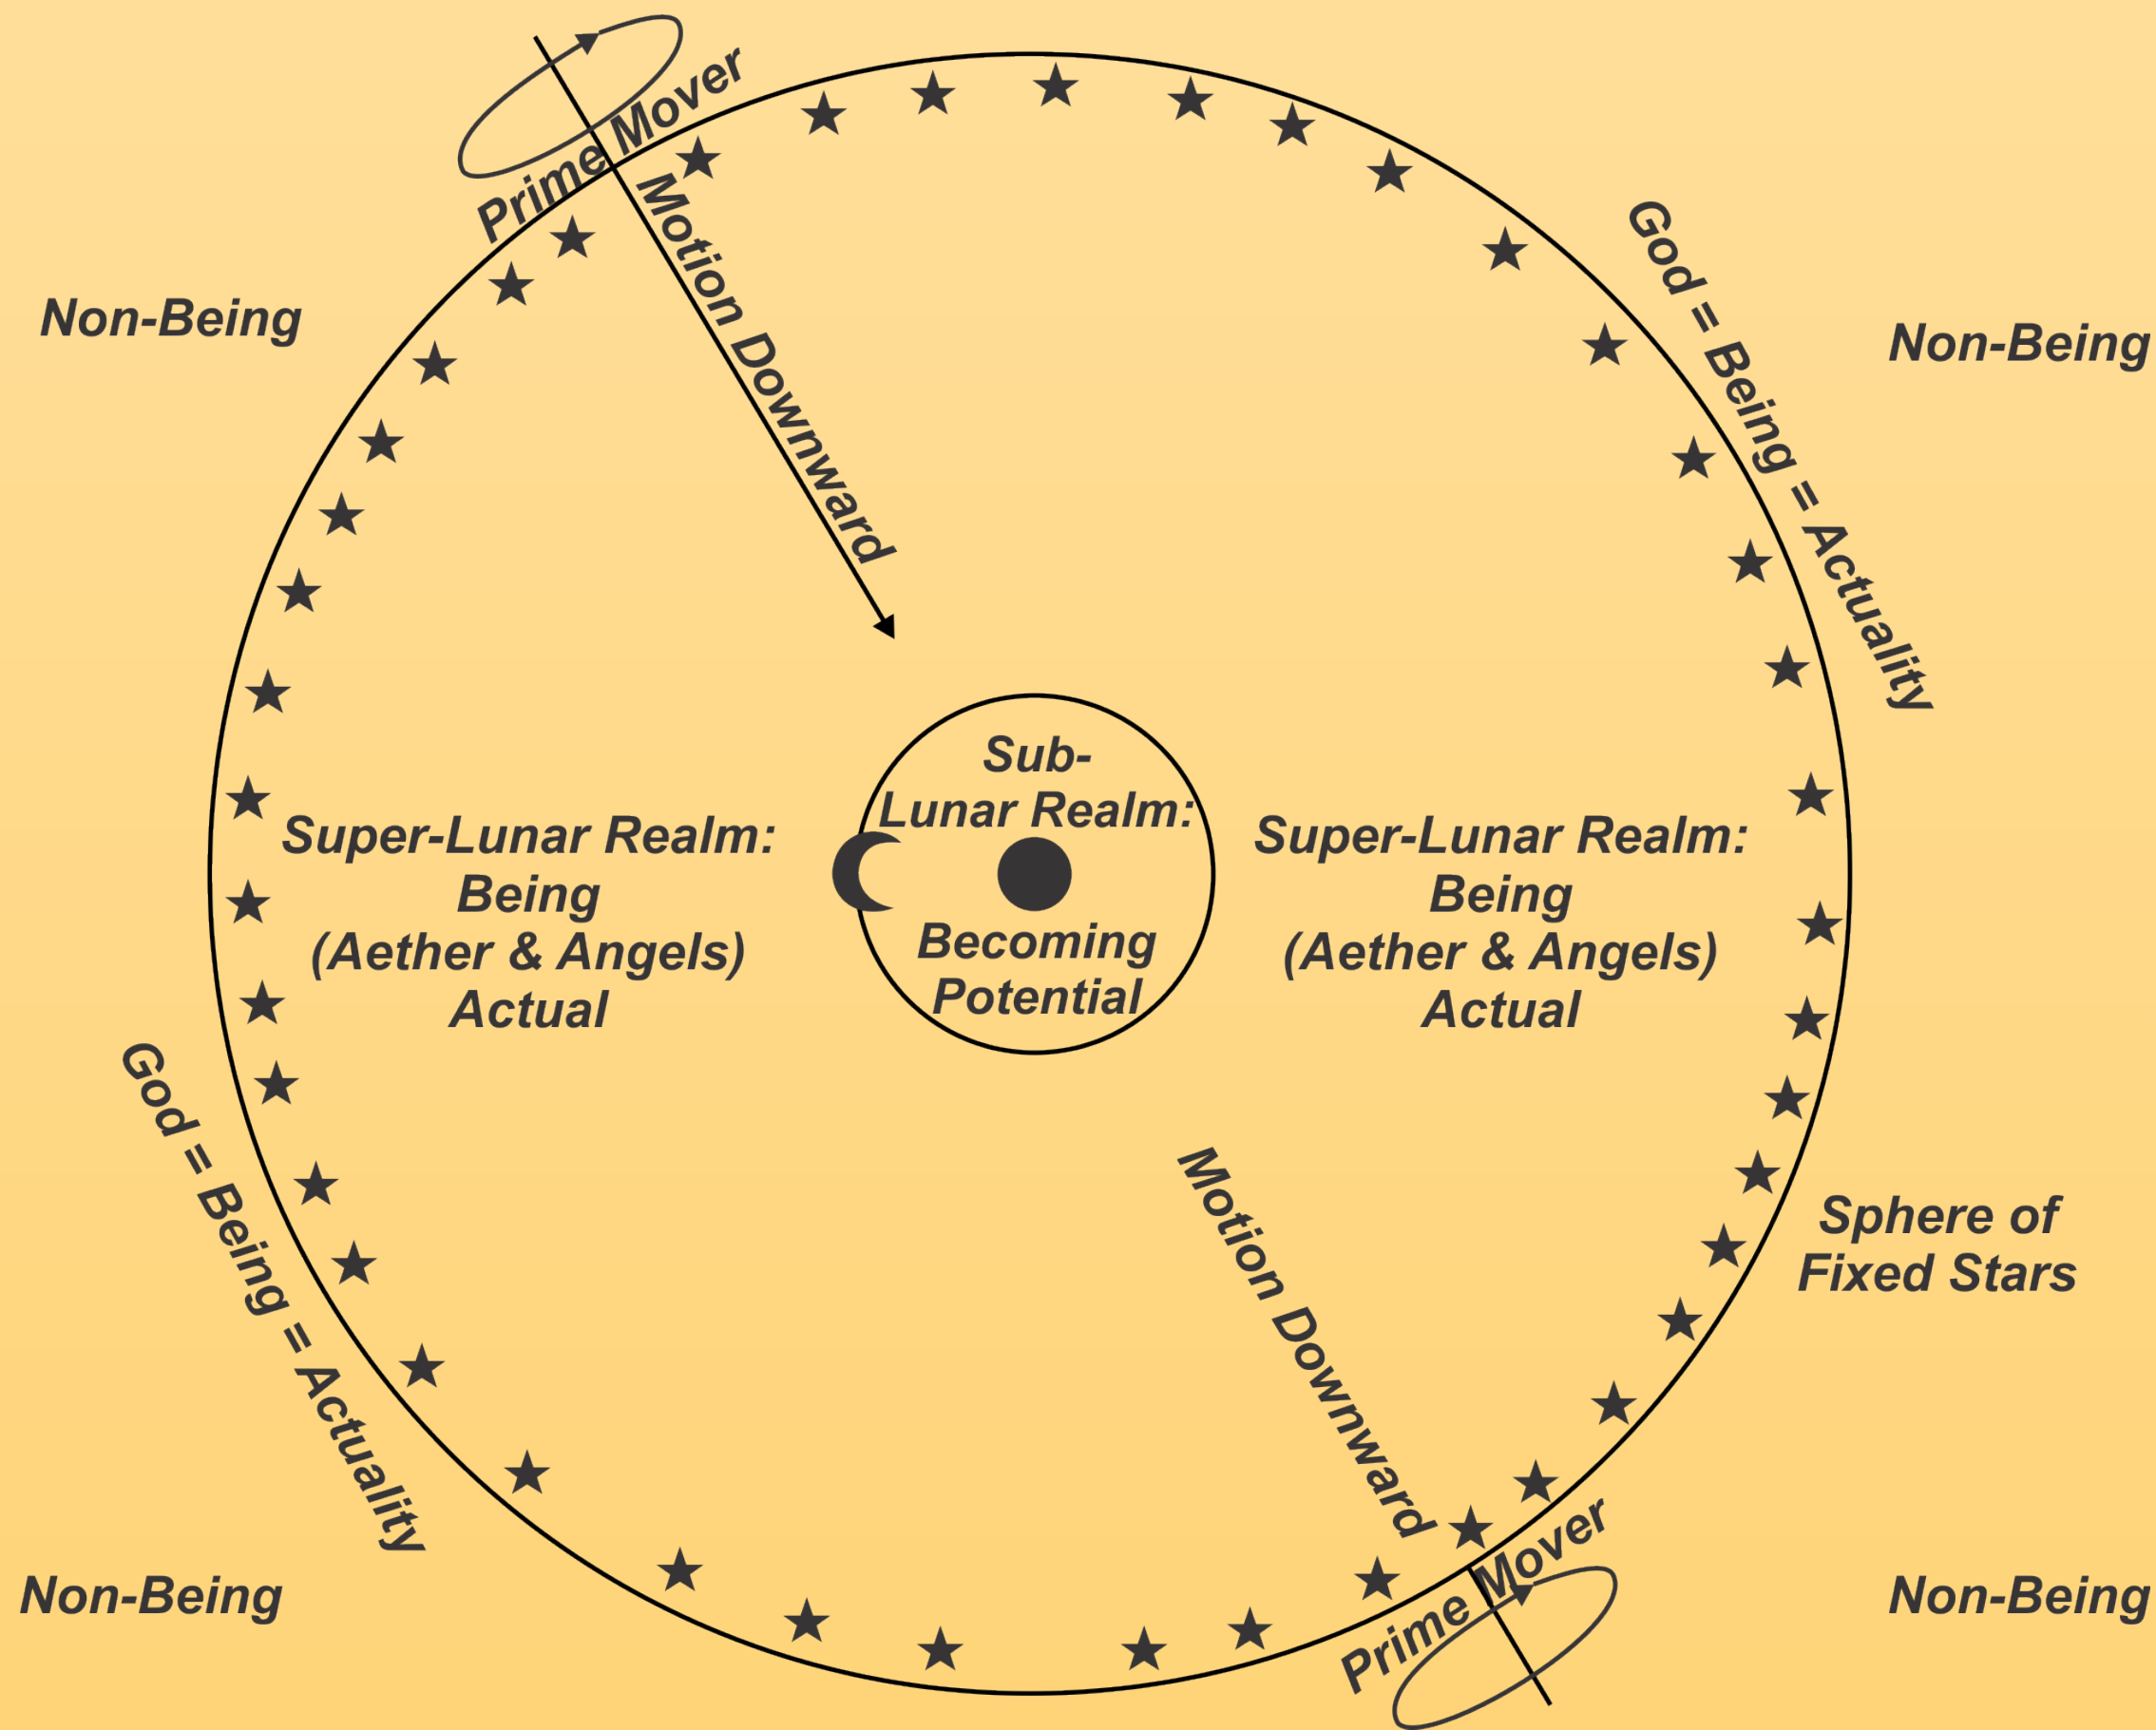 Prime Mover
Motion Downward
God = Being = Actuality
Non-Being
Non-Being
Sub-
Lunar Realm:
Becoming
Potential
Super-Lunar Realm:
Being
(Aether & Angels)
Actual
Super-Lunar Realm:
Being
(Aether & Angels)
Actual
God = Being = Actuality
Motion Downward
Sphere of
Fixed Stars
Prime Mover
Non-Being
Non-Being